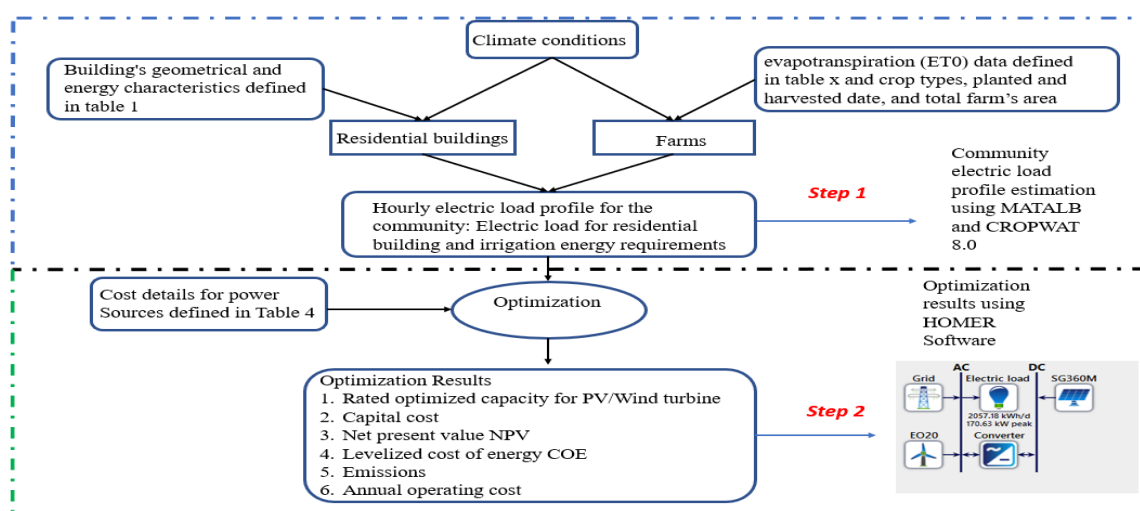 Climate conditions
Building's geometrical and
energy characteristics defined
in table 1
evapotranspiration (ET0) data defined
in table x and crop types, planted and
harvested date, and total farm's area
Residential buildings
Farms
Hourly electric load profile for the
community: Electric load for residential
building and irrigation energy requirements
Step 1
Community
electric load
profile estimation
using MATALB
and CROPWAT
8.0
Cost details for power
Sources defined in Table 4
Optimization
Optimization
results using
HOMER
Software
Optimization Results
1. Rated optimized capacity for PV/Wind turbine
2. Capital cost
3. Net present value NPV
4. Levelized cost of energy COE
5. Emissions
6. Annual operating cost
Step 2
AC
DC
Grid
Electric load
SG360M
2057.18 kWh/d
170.63 kW peak
EO20
Converter